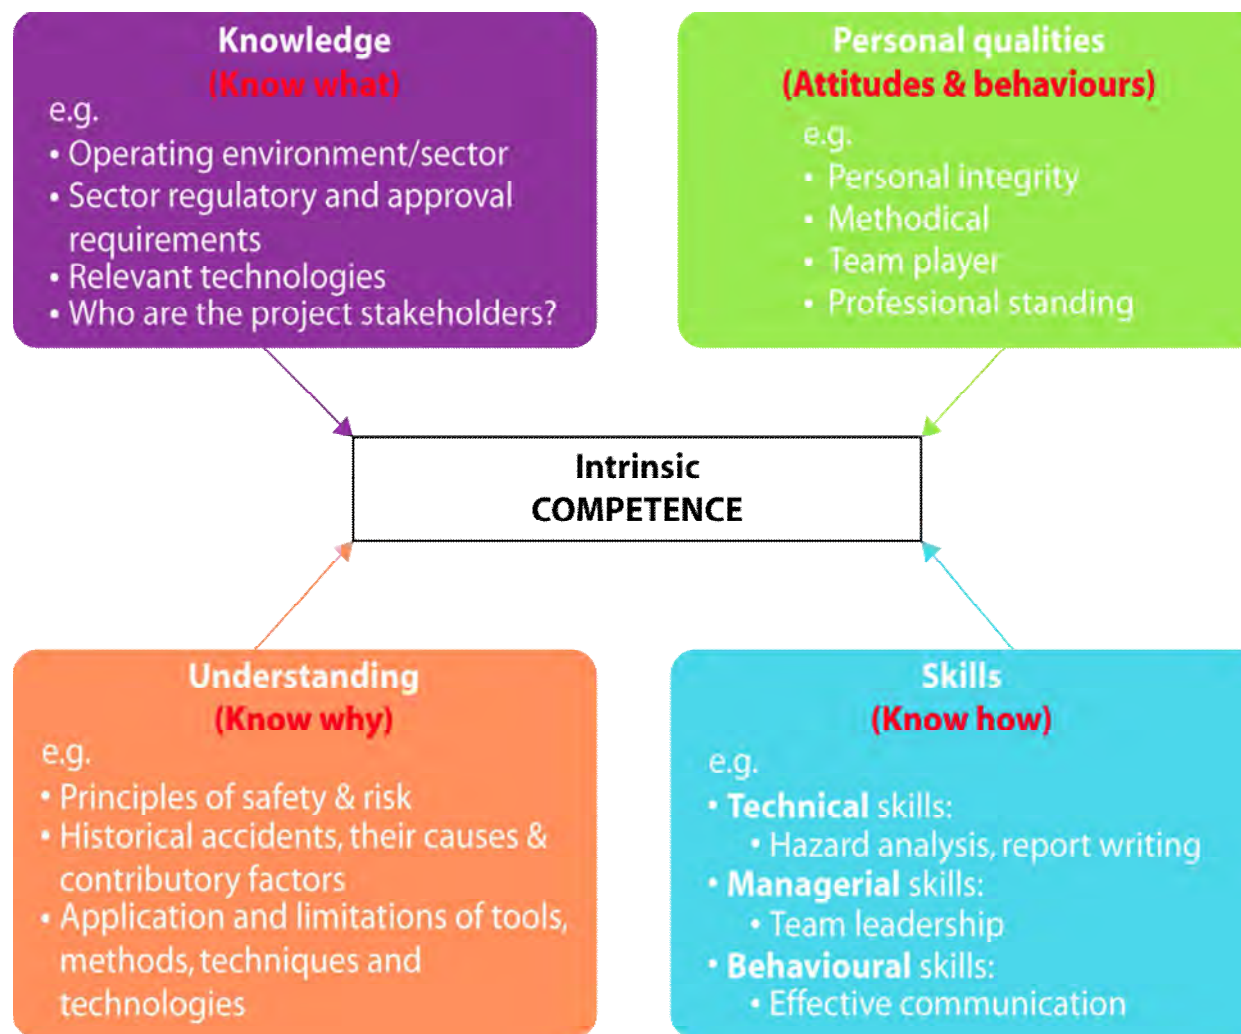 Knowledge
(Know what)
e.g.
• Operating environment/sector
• Sector regulatory and approval
requirements
• Relevant technologies
• Who are the project stakeholders?
Personal qualities
(Attitudes & behaviours)
e.g.
• Personal integrity
• Methodical
• Team player
• Professional standing
Intrinsic
COMPETENCE
Understanding
(Know why)
e.g.
• Principles of safety & risk
• Historical accidents, their causes &
contributory factors
• Application and limitations of tools,
methods, techniques and
technologies
Skills
(Know how)
e.g.
• Technical skills:
• Hazard analysis, report writing
• Managerial skills:
• Team leadership
• Behavioural skills:
• Effective communication